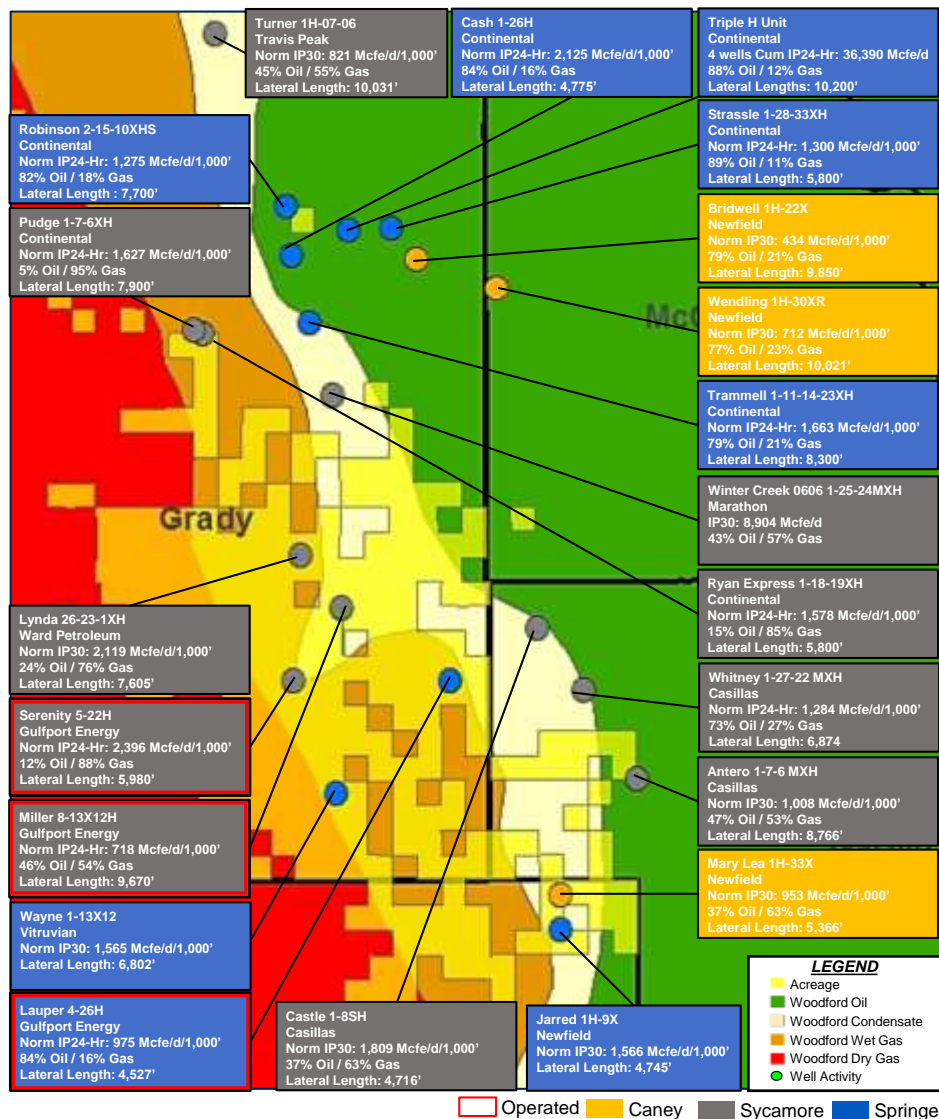 Turner 1H-07-06
Travis Peak
Norm IP30: 821 Mcfe/d/1,000’
45% Oil / 55% Gas
Lateral Length: 10,031’
Cash 1-26H
Continental
Norm IP24-Hr: 2,125 Mcfe/d/1,000’
84% Oil / 16% Gas
Lateral Length: 4,775’
Triple H Unit
Continental
4 wells Cum IP24-Hr: 36,390 Mcfe/d
88% Oil / 12% Gas
Lateral Lengths: 10,200’
Robinson 2-15-10XHS
Continental
Norm IP24-Hr: 1,275 Mcfe/d/1,000’
82% Oil / 18% Gas
Lateral Length : 7,700’
Strassle 1-28-33XH
Continental
Norm IP24-Hr: 1,300 Mcfe/d/1,000’
89% Oil / 11% Gas
Lateral Length: 5,800’
Pudge 1-7-6XH
Continental
Norm IP24-Hr: 1,627 Mcfe/d/1,000’
5% Oil / 95% Gas
Lateral Length: 7,900’
Bridwell 1H-22X
Newfield
Norm IP30: 434 Mcfe/d/1,000’
79% Oil / 21% Gas
Lateral Length: 9,850’
Wendling 1H-30XR
Newfield
Norm IP30: 712 Mcfe/d/1,000’
77% Oil / 23% Gas
Lateral Length: 10,021’
McC
Trammell 1-11-14-23XH
Continental
Norm IP24-Hr: 1,663 Mcfe/d/1,000’
79% Oil / 21% Gas
Lateral Length: 8,300’
Winter Creek 0606 1-25-24MXH
Marathon
IP30: 8,904 Mcfe/d
43% Oil / 57% Gas
Grady
Ryan Express 1-18-19XH
Continental
Norm IP24-Hr: 1,578 Mcfe/d/1,000’
15% Oil / 85% Gas
Lateral Length: 5,800’
Lynda 26-23-1XH
Ward Petroleum
Norm IP30: 2,119 Mcfe/d/1,000’
24% Oil / 76% Gas
Lateral Length: 7,605’
Whitney 1-27-22 MXH
Casillas
Norm IP24-Hr: 1,284 Mcfe/d/1,000’
73% Oil / 27% Gas
Lateral Length: 6,874
Serenity 5-22H
Gulfport Energy
Norm IP24-Hr: 2,396 Mcfe/d/1,000’
12% Oil / 88% Gas
Lateral Length: 5,980’
Antero 1-7-6 MXH
Casillas
Norm IP30: 1,008 Mcfe/d/1,000’
47% Oil / 53% Gas
Lateral Length: 8,766’
Miller 8-13X12H
Gulfport Energy
Norm IP24-Hr: 718 Mcfe/d/1,000’
46% Oil / 54% Gas
Lateral Length: 9,670’
Mary Lea 1H-33X
Newfield
Norm IP30: 953 Mcfe/d/1,000’
37% Oil / 63% Gas
Lateral Length: 5,366’
Wayne 1-13X12
Vitruvian
Norm IP30: 1,565 Mcfe/d/1,000’
Lateral Length: 6,802’
Lauper 4-26H
Gulfport Energy
Norm IP24-Hr: 975 Mcfe/d/1,000’
84% Oil / 16% Gas
Lateral Length: 4,527’
Castle 1-8SH
Casillas
Norm IP30: 1,809 Mcfe/d/1,000’
37% Oil / 63% Gas
Lateral Length: 4,716’
Jarred 1H-9X
Newfield
Norm IP30: 1,566 Mcfe/d/1,000’
Lateral Length: 4,745’
LEGEND
Acreage
Woodford Oil
Woodford Condensate
Woodford Wet Gas
Woodford Dry Gas
Well Activity
Operated
Caney
Sycamore
Springe